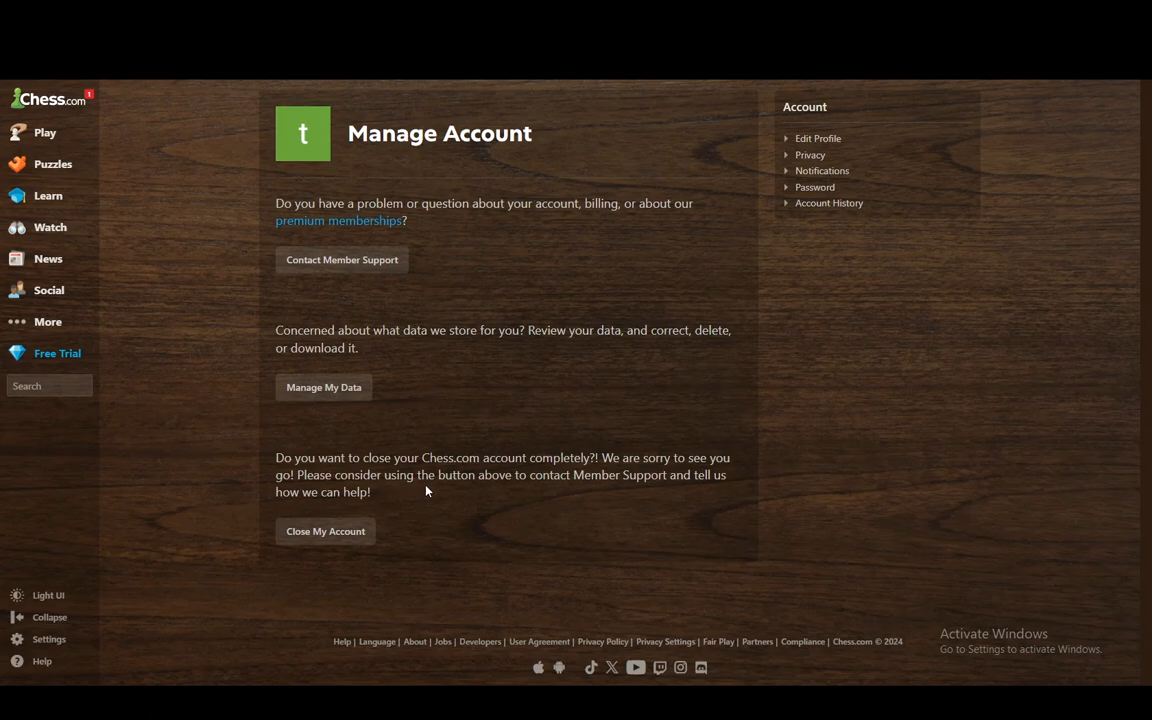 Chess.com 1
Play
Puzzles
Learn
Watch
News
Social
More
Free Trial
Search
Light UI
Collapse
Settings
Help
t
Manage Account
Do you have a problem or question about your account, billing, or about our
premium memberships?
Contact Member Support
Concerned about what data we store for you? Review your data, and correct, delete,
or download it.
Manage My Data
Do you want to close your Chess.com account completely?! We are sorry to see you
go! Please consider using the button above to contact Member Support and tell us
how we can help!
Close My Account
Account
Edit Profile
Privacy
Notifications
Password
Account History
Help | Language | About | Jobs | Developers | User Agreement | Privacy Policy | Privacy Settings | Fair Play | Partners | Compliance | Chess.com © 2024
Activate Windows
Go to Settings to activate Windows.